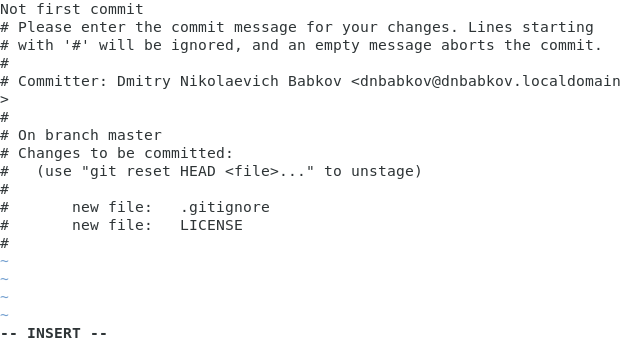 Not first commit
# Please enter the commit message for your changes. Lines starting
# with '#' will be ignored, and an empty message aborts the commit.
#
# Committer: Dmitry Nikolaevich Babkov <dnbabkov@dnbabkov.localdomain
>
#
# On branch master
# Changes to be committed:
#   (use "git reset HEAD <file>..." to unstage)
#
#       new file:   .gitignore
#       new file:   LICENSE
#
~
~
~
~
-- INSERT --